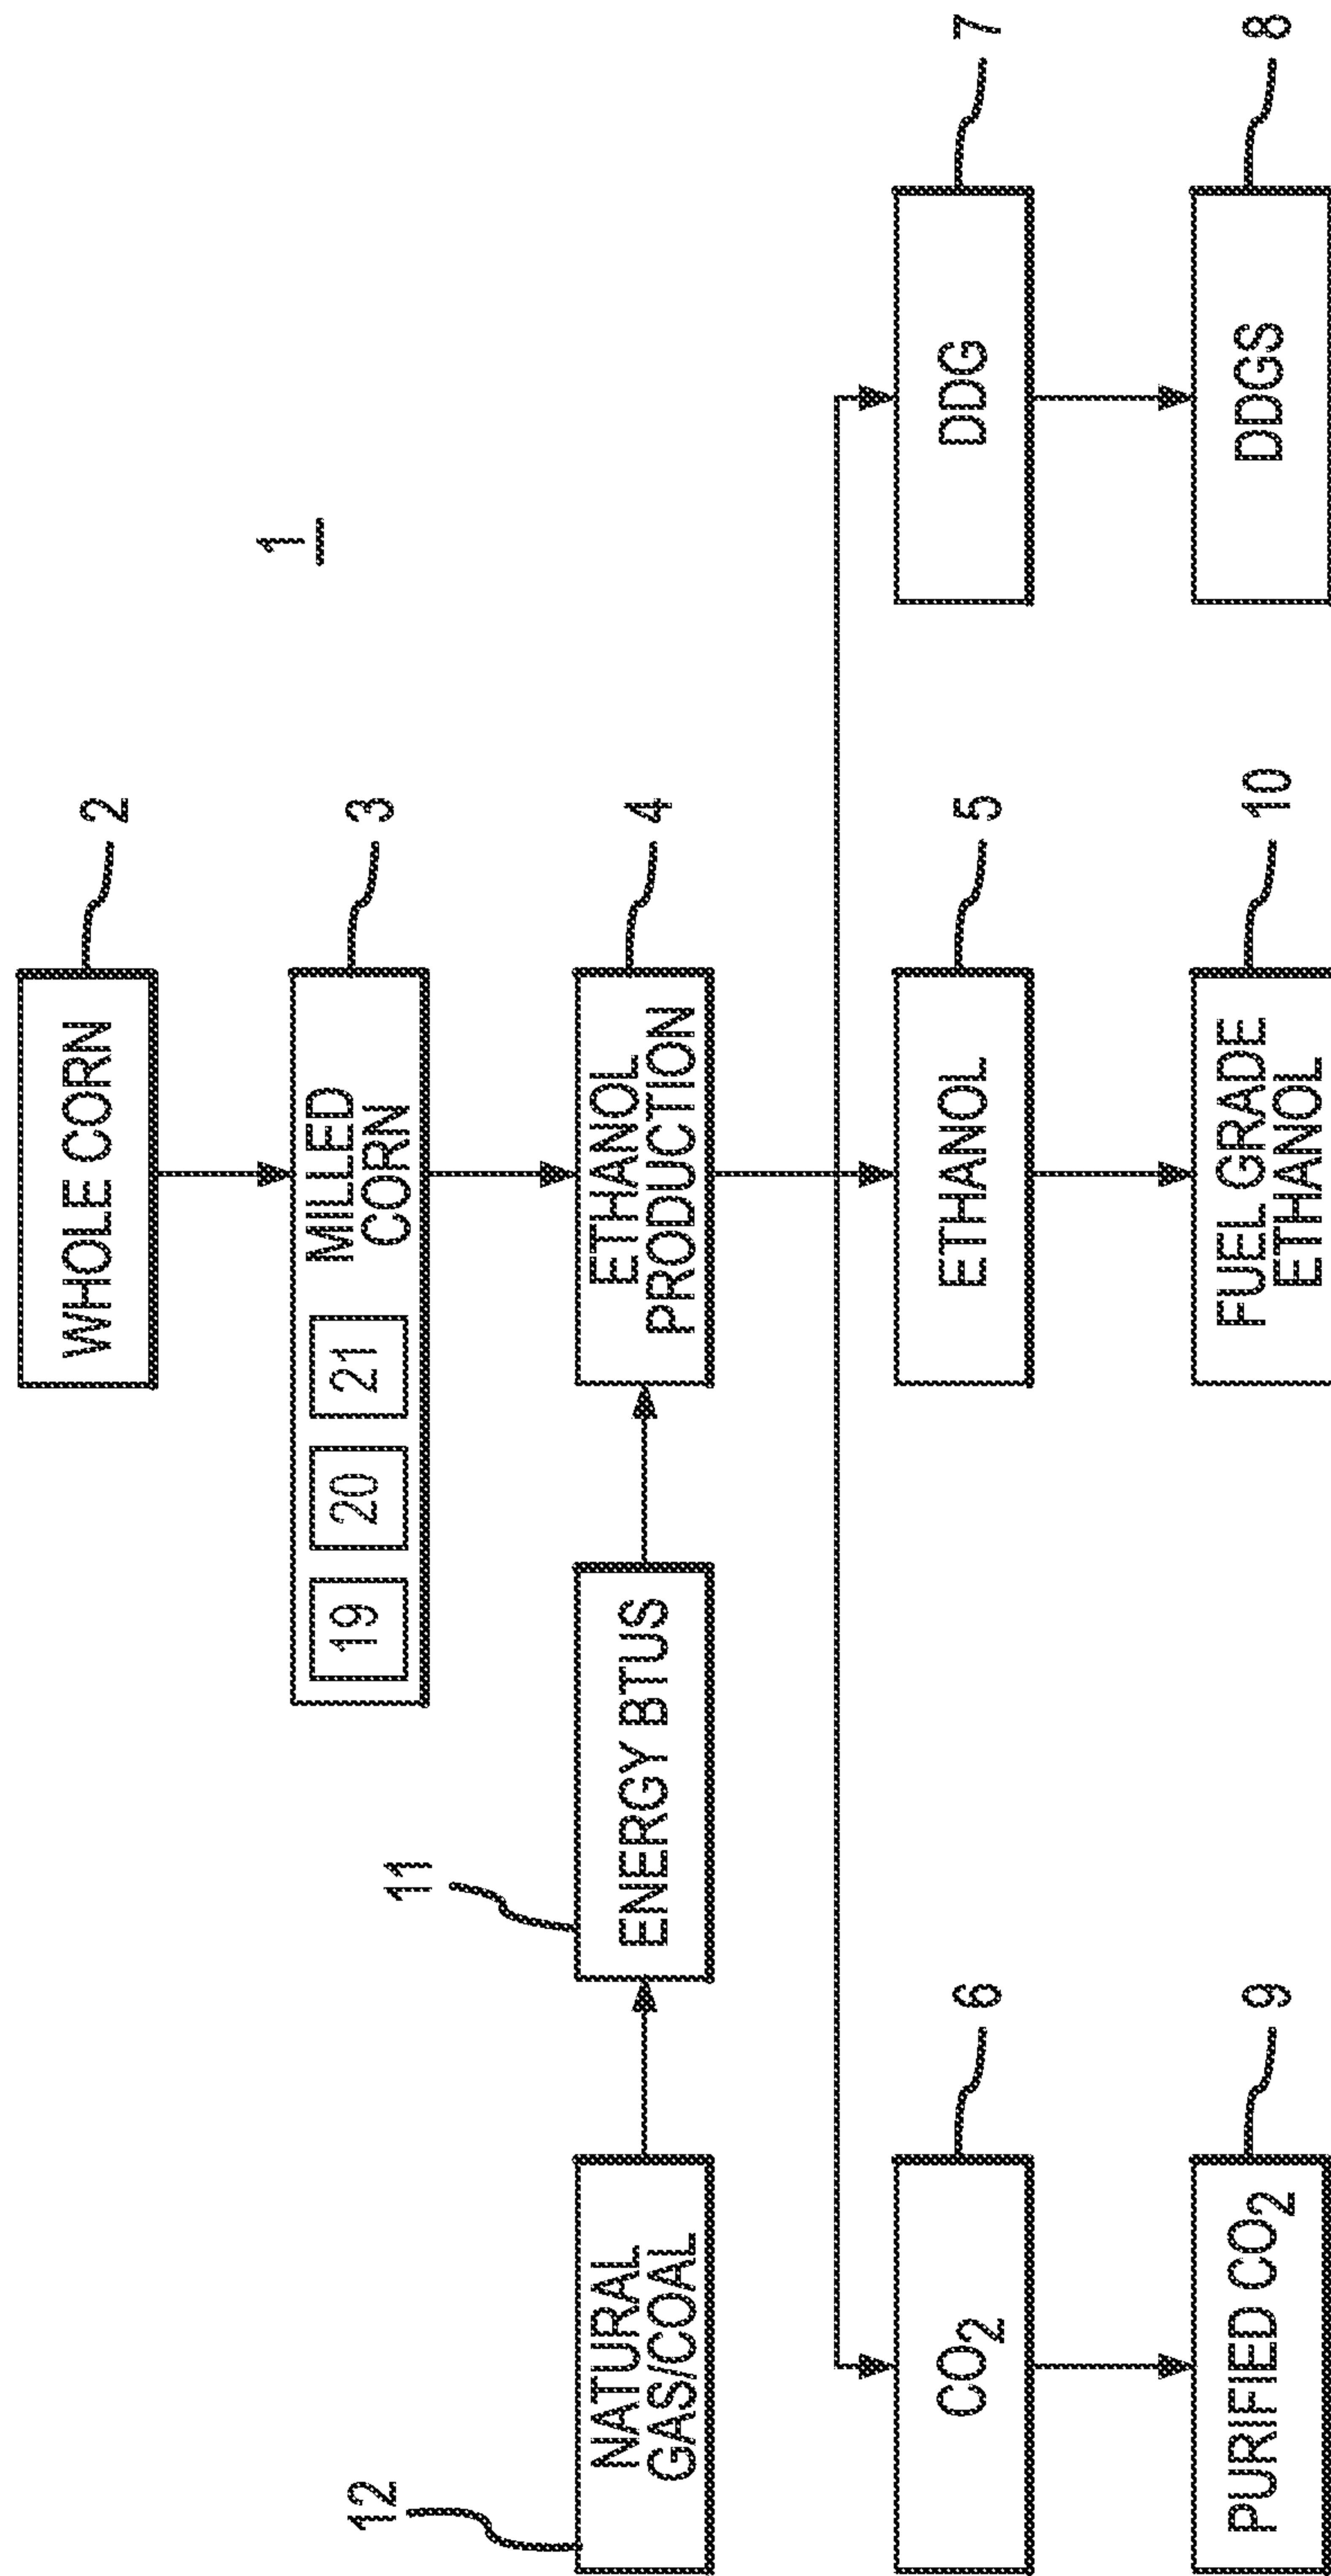 1
WHOLE CORN
2
19
20
21
MILLED
CORN
3
12
NATURAL
GAS/COAL
11
ENERGY BTUS
ETHANOL
PRODUCTION
4
CO2
6
ETHANOL
5
DDG
7
PURIFIED CO2
9
FUEL GRADE
ETHANOL
10
DDGS
8